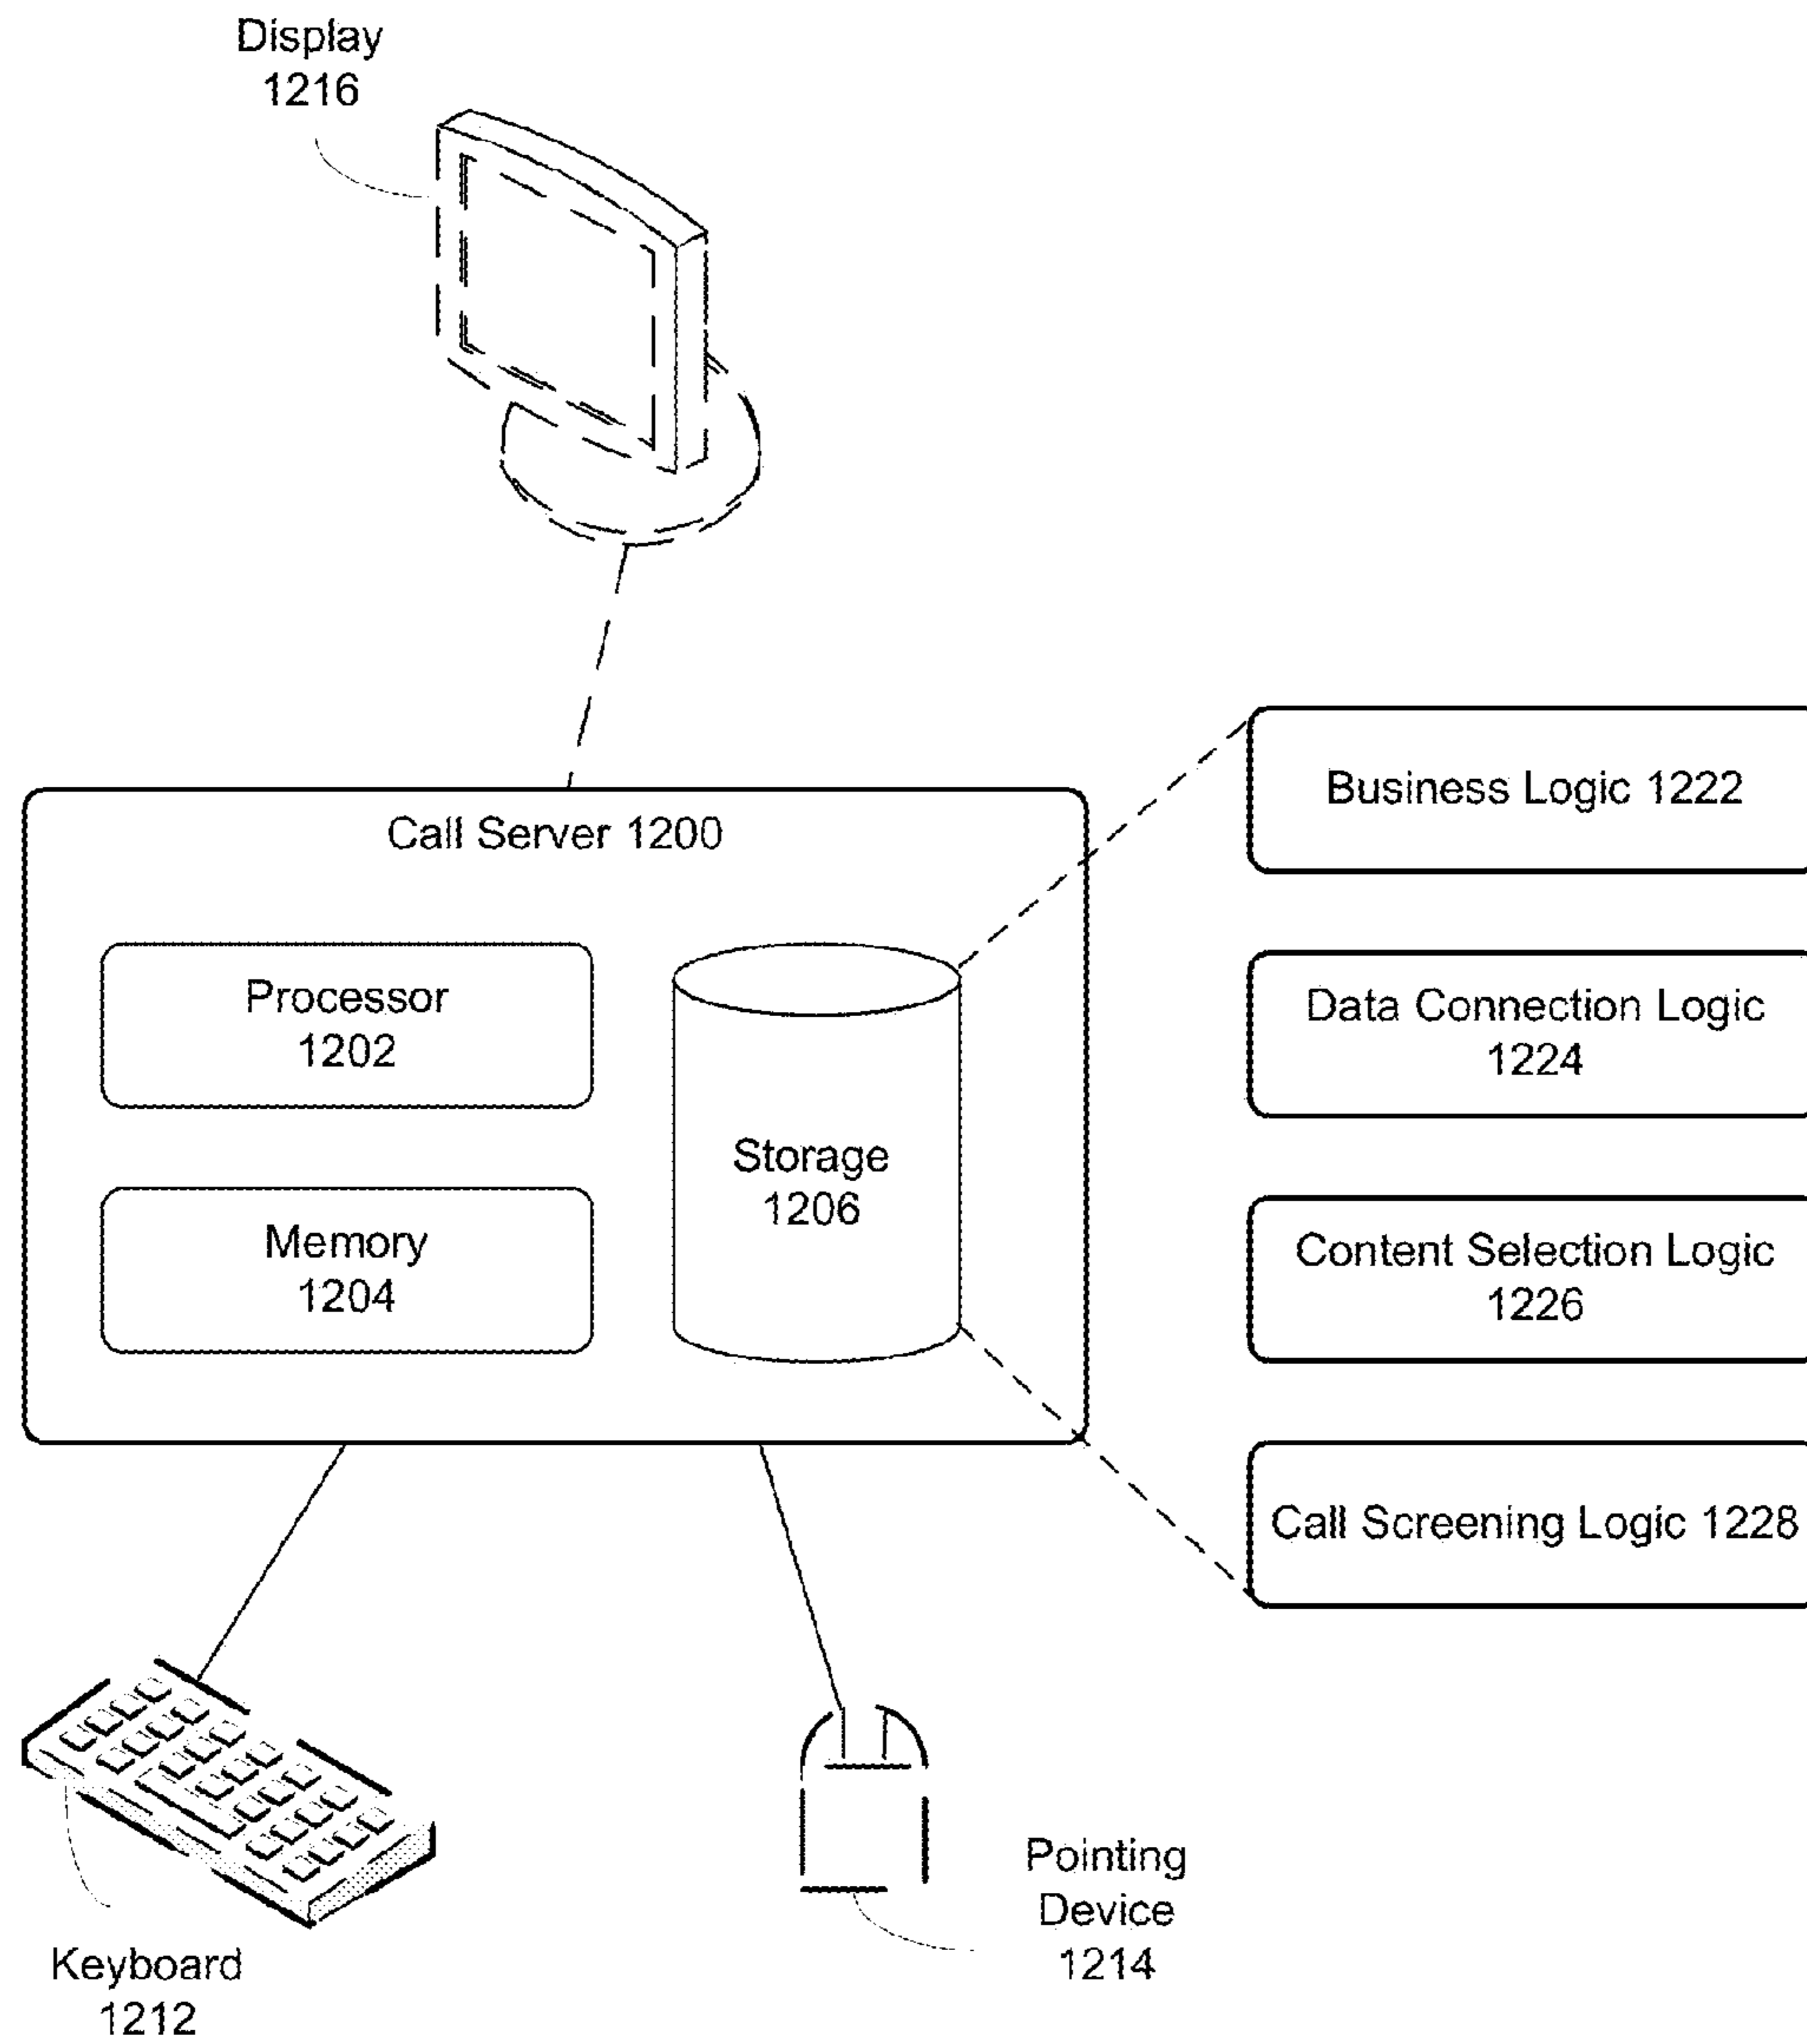 Display
1216
Business Logic 1222
Call Server 1200
Processor
1202
Data Connection Logic
1224
Storage
1206
Memory
1204
Content Selection Logic
1226
Call Screening Logic 1228
Pointing
Device
1214
Keyboard
1212